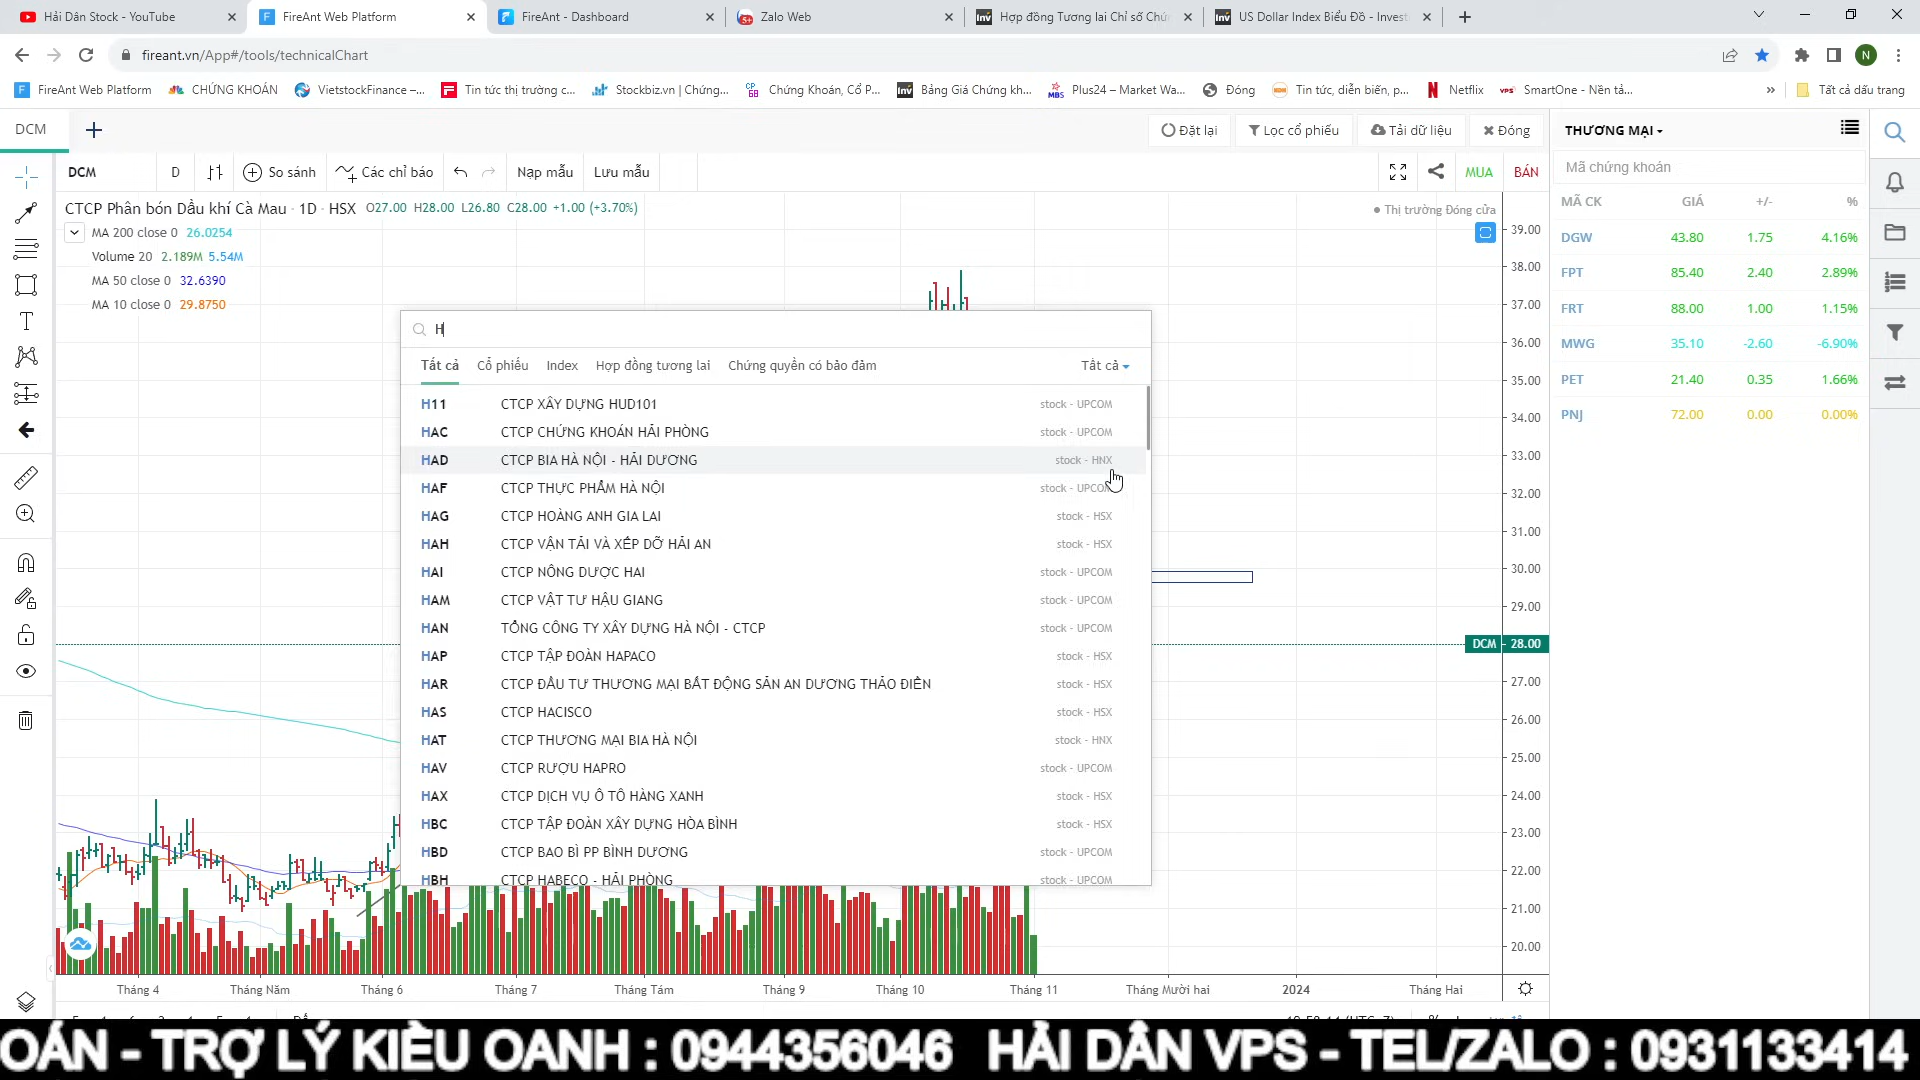 Hải Dân Stock - YouTube
FireAnt Web Platform
FireAnt - Dashboard
Zalo Web
Hợp đồng Tương lai Chỉ số Chứ
US Dollar Index Biểu Đồ - Invest
fireant.vn/App#/tools/technicalChart
N
FireAnt Web Platform
CHỨNG KHOÁN
VietstockFinance –...
Tin tức thị trường c...
Stockbiz.vn | Chứng...
Chứng Khoán, Cổ P...
Bảng Giá Chứng kh...
Plus24 – Market Wa...
Đóng
Tin tức, diễn biến, p...
Netflix
SmartOne - Nền tả...
»
Tất cả dấu trang
DCM
Đặt lại
Lọc cổ phiếu
Tải dữ liệu
Đóng
THƯƠNG MẠI
DCM
D
So sánh
Các chỉ báo
Nạp mẫu
Lưu mẫu
MUA
BÁN
Mã chứng khoán
CTCP Phân bón Dầu khí Cà Mau · 1D · HSX O27.00 H28.00 L26.80 C28.00 +1.00 (+3.70%)
Thị trường Đóng cửa
MA 200 close 0 26.0254
Volume 20 2.189M 5.54M
MA 50 close 0 32.6390
MA 10 close 0 29.8750
MÃ CK GIÁ +/- %
DGW 43.80 1.75 4.16%
FPT 85.40 2.40 2.89%
FRT 88.00 1.00 1.15%
MWG 35.10 -2.60 -6.90%
PET 21.40 0.35 1.66%
PNJ 72.00 0.00 0.00%
H
Tất cả Cổ phiếu Index Hợp đồng tương lai Chứng quyền có bảo đảm Tất cả
H11 CTCP XÂY DỰNG HUD101 stock - UPCOM
HAC CTCP CHỨNG KHOÁN HẢI PHÒNG stock - UPCOM
HAD CTCP BIA HÀ NỘI - HẢI DƯƠNG stock - HNX
HAF CTCP THỰC PHẨM HÀ NỘI stock - UPCOM
HAG CTCP HOÀNG ANH GIA LAI stock - HSX
HAH CTCP VẬN TẢI VÀ XẾP DỠ HẢI AN stock - HSX
HAI CTCP NÔNG DƯỢC HAI stock - UPCOM
HAM CTCP VẬT TƯ HẬU GIANG stock - UPCOM
HAN TỔNG CÔNG TY XÂY DỰNG HÀ NỘI - CTCP stock - UPCOM
HAP CTCP TẬP ĐOÀN HAPACO stock - HSX
HAR CTCP ĐẦU TƯ THƯƠNG MẠI BẤT ĐỘNG SẢN AN DƯƠNG THẢO ĐIỀN stock - HSX
HAS CTCP HACISCO stock - HSX
HAT CTCP THƯƠNG MẠI BIA HÀ NỘI stock - HNX
HAV CTCP RƯỢU HAPRO stock - UPCOM
HAX CTCP DỊCH VỤ Ô TÔ HÀNG XANH stock - HSX
HBC CTCP TẬP ĐOÀN XÂY DỰNG HÒA BÌNH stock - HSX
HBD CTCP BAO BÌ PP BÌNH DƯƠNG stock - UPCOM
HBH CTCP HABECO - HẢI PHÒNG stock - UPCOM
39.00
38.00
37.00
36.00
35.00
34.00
33.00
32.00
31.00
30.00
29.00
DCM 28.00
27.00
26.00
25.00
24.00
23.00
22.00
21.00
20.00
Tháng 4 Tháng Năm Tháng 6 Tháng 7 Tháng Tám Tháng 9 Tháng 10 Tháng 11 Tháng Mười hai 2024 Tháng Hai
OÁN - TRỢ LÝ KIỀU OANH : 0944356046 HẢI DÂN VPS - TEL/ZALO : 0931133414